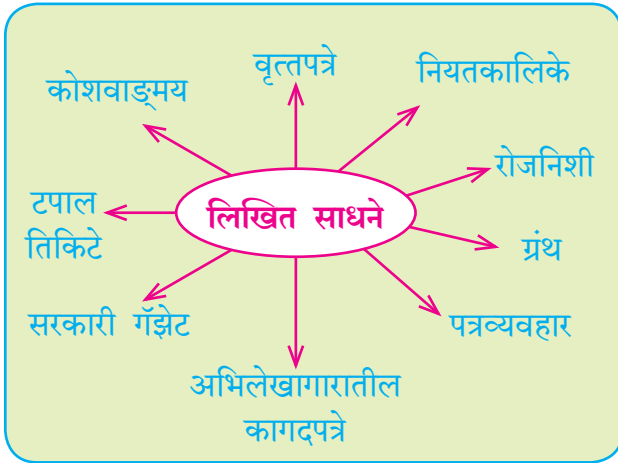 वृत्तपत्रे
नियतकालिके
कोशवाङ्‌मय
रोजनिशी
टपाल
तिकिटे
लिखित साधने
ग्रंथ
सरकारी गॅझेट
पत्रव्यवहार
अभिलेखागारातील
कागदपत्रे